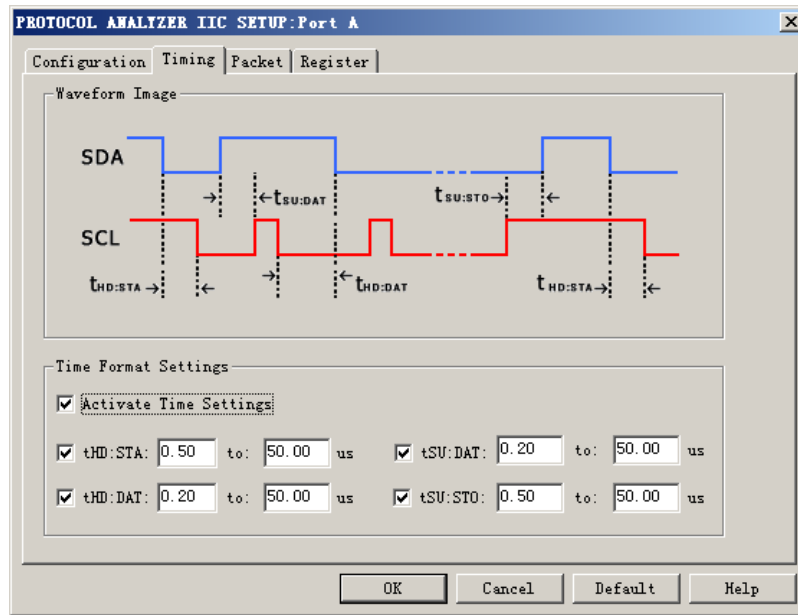 PROTOCOL ANALYZER IIC SETUP:Port A
Configuration Timing Packet Register
Waveform Image
SDA
tSU:DAT tSU:STO
SCL
tHD:STA tHD:DAT tHD:STA
Time Format Settings
Activate Time Settings
tHD:STA: 0.50 to: 50.00 us tSU:DAT: 0.20 to: 50.00 us
tHD:DAT: 0.20 to: 50.00 us tSU:STO: 0.50 to: 50.00 us
OK Cancel Default Help